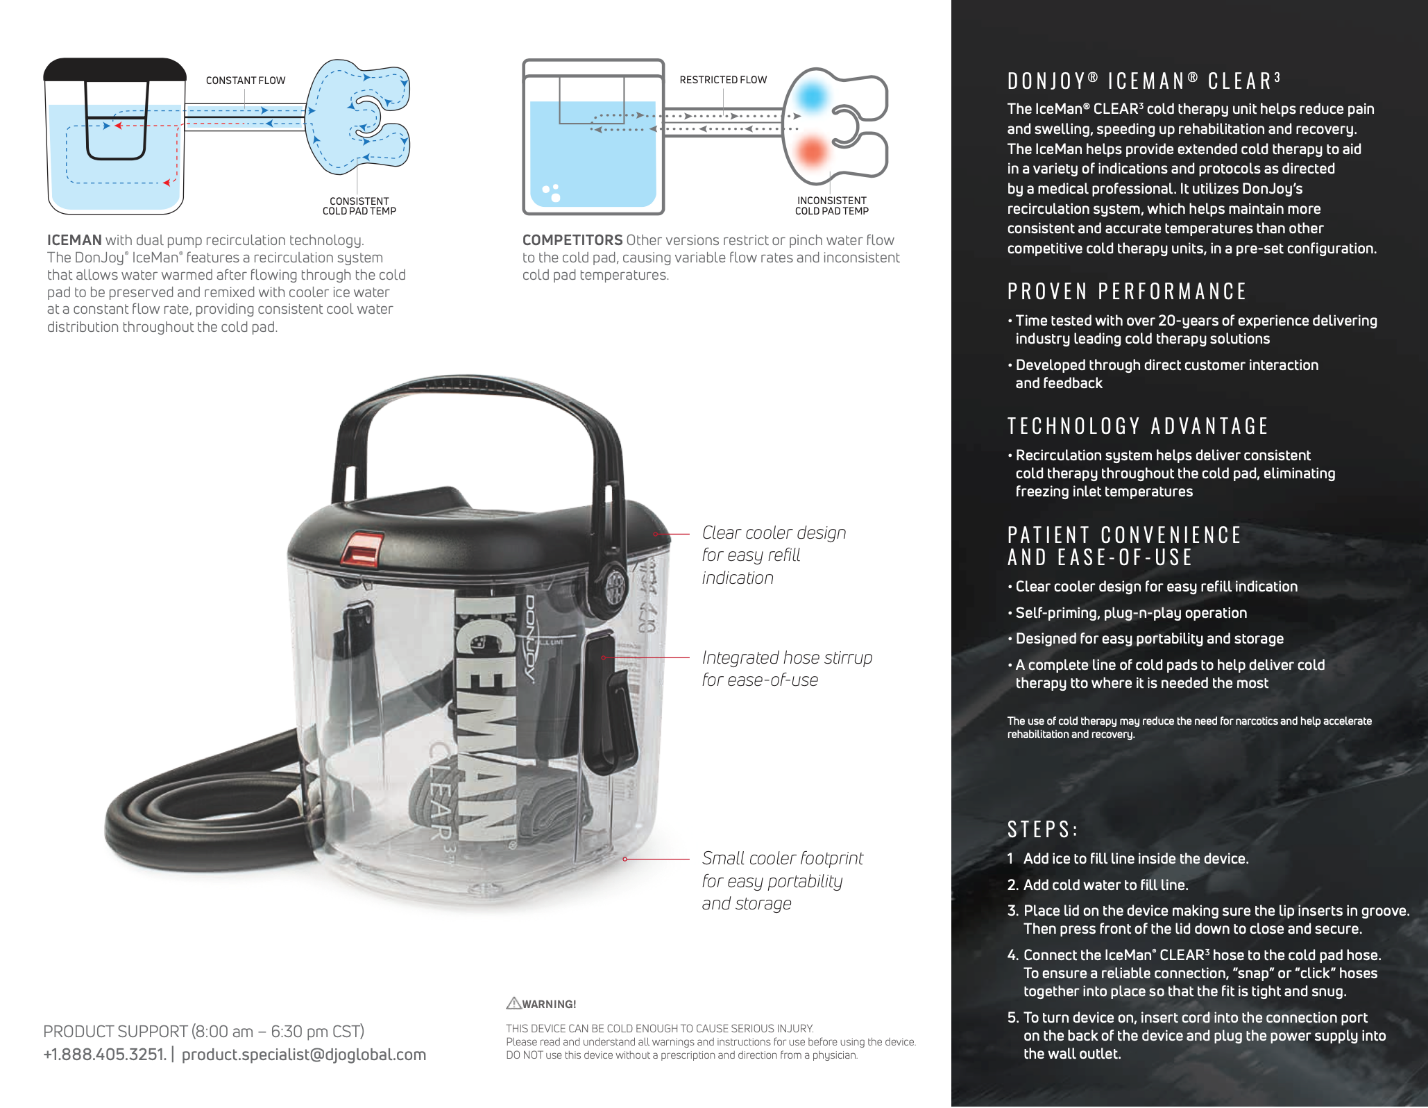 CONSTANT FLOW
CONSISTENT
COLD PAD TEMP
ICEMAN with dual pump recirculation technology.
The DonJoy® IceMan® features a recirculation system
that allows water warmed after flowing through the cold
pad to be preserved and remixed with cooler ice water
at a constant flow rate, providing consistent cool water
distribution throughout the cold pad.
RESTRICTED FLOW
INCONSISTENT
COLD PAD TEMP
COMPETITORS Other versions restrict or pinch water flow
to the cold pad, causing variable flow rates and inconsistent
cold pad temperatures.
Clear cooler design
for easy refill
indication
Integrated hose stirrup
for ease-of-use
Small cooler footprint
for easy portability
and storage
DONJOY®
FILL LINE
ICEMAN®
CLEAR³
PRODUCT SUPPORT (8:00 am – 6:30 pm CST)
+1.888.405.3251. | product.specialist@djoglobal.com
⚠WARNING!
THIS DEVICE CAN BE COLD ENOUGH TO CAUSE SERIOUS INJURY.
Please read and understand all warnings and instructions for use before using the device.
DO NOT use this device without a prescription and direction from a physician.
DONJOY® ICEMAN® CLEAR³
The IceMan® CLEAR³ cold therapy unit helps reduce pain
and swelling, speeding up rehabilitation and recovery.
The IceMan helps provide extended cold therapy to aid
in a variety of indications and protocols as directed
by a medical professional. It utilizes DonJoy’s
recirculation system, which helps maintain more
consistent and accurate temperatures than other
competitive cold therapy units, in a pre-set configuration.
PROVEN PERFORMANCE
• Time tested with over 20-years of experience delivering
industry leading cold therapy solutions
• Developed through direct customer interaction
and feedback
TECHNOLOGY ADVANTAGE
• Recirculation system helps deliver consistent
cold therapy throughout the cold pad, eliminating
freezing inlet temperatures
PATIENT CONVENIENCE
AND EASE-OF-USE
• Clear cooler design for easy refill indication
• Self-priming, plug-n-play operation
• Designed for easy portability and storage
• A complete line of cold pads to help deliver cold
therapy tto where it is needed the most
The use of cold therapy may reduce the need for narcotics and help accelerate
rehabilitation and recovery.
STEPS:
1 Add ice to fill line inside the device.
2. Add cold water to fill line.
3. Place lid on the device making sure the lip inserts in groove.
Then press front of the lid down to close and secure.
4. Connect the IceMan® CLEAR³ hose to the cold pad hose.
To ensure a reliable connection, “snap” or “click” hoses
together into place so that the fit is tight and snug.
5. To turn device on, insert cord into the connection port
on the back of the device and plug the power supply into
the wall outlet.